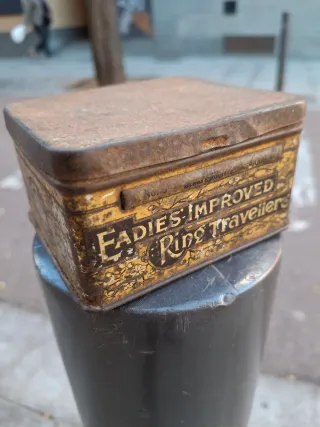 EADIES-IMPROVED
RING TRAVELLERS